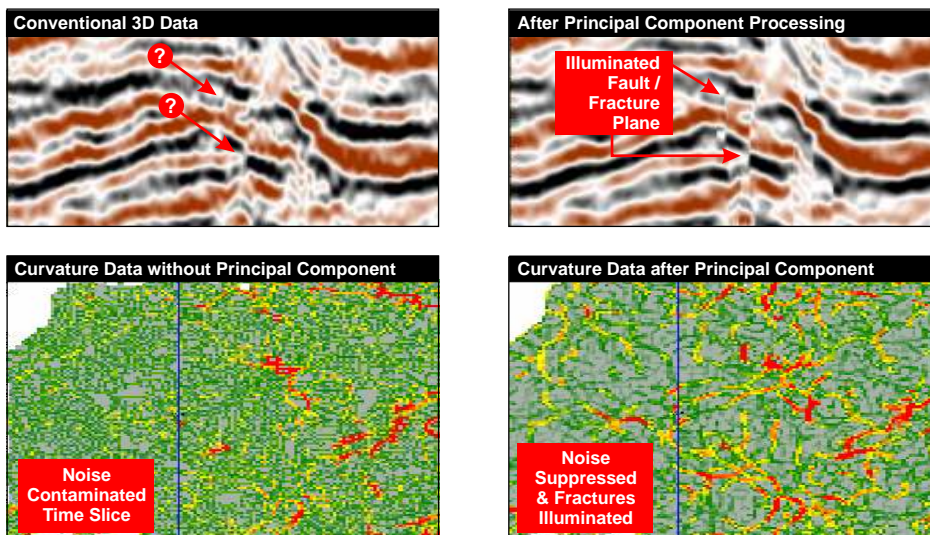 Conventional 3D Data
?
?
After Principal Component Processing
Illuminated
Fault /
Fracture
Plane
Curvature Data without Principal Component
Noise
Contaminated
Time Slice
Curvature Data after Principal Component
Noise
Suppressed
& Fractures
Illuminated